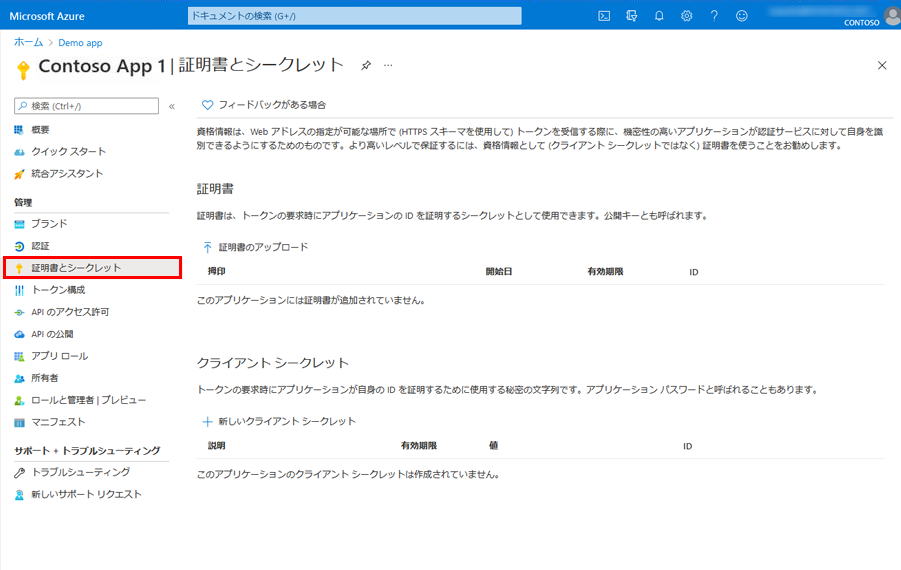 Microsoft Azure
ドキュメントの検索 (G+/)
CONTOSO
ホーム > Demo app
Contoso App 1 | 証明書とシークレット
検索 (Ctrl+/)
概要
クイック スタート
統合アシスタント
管理
ブランド
認証
証明書とシークレット
トークン構成
API のアクセス許可
API の公開
アプリ ロール
所有者
ロールと管理者 | プレビュー
マニフェスト
サポート + トラブルシューティング
トラブルシューティング
新しいサポート リクエスト
フィードバックがある場合
資格情報は、Web アドレスの指定が可能な場所で (HTTPS スキーマを使用して) トークンを受信する際に、機密性の高いアプリケーションが認証サービスに対して自身を識
別できるようにするためのものです。より高いレベルで保証するには、資格情報として (クライアント シークレットではなく) 証明書を使うことをお勧めします。
証明書
証明書は、トークンの要求時にアプリケーションの ID を証明するシークレットとして使用できます。公開キーとも呼ばれます。
証明書のアップロード
拇印 開始日 有効期限 ID
このアプリケーションには証明書が追加されていません。
クライアント シークレット
トークンの要求時にアプリケーションが自身の ID を証明するために使用する秘密の文字列です。アプリケーション パスワードと呼ばれることもあります。
新しいクライアント シークレット
説明 有効期限 値 ID
このアプリケーションのクライアント シークレットは作成されていません。